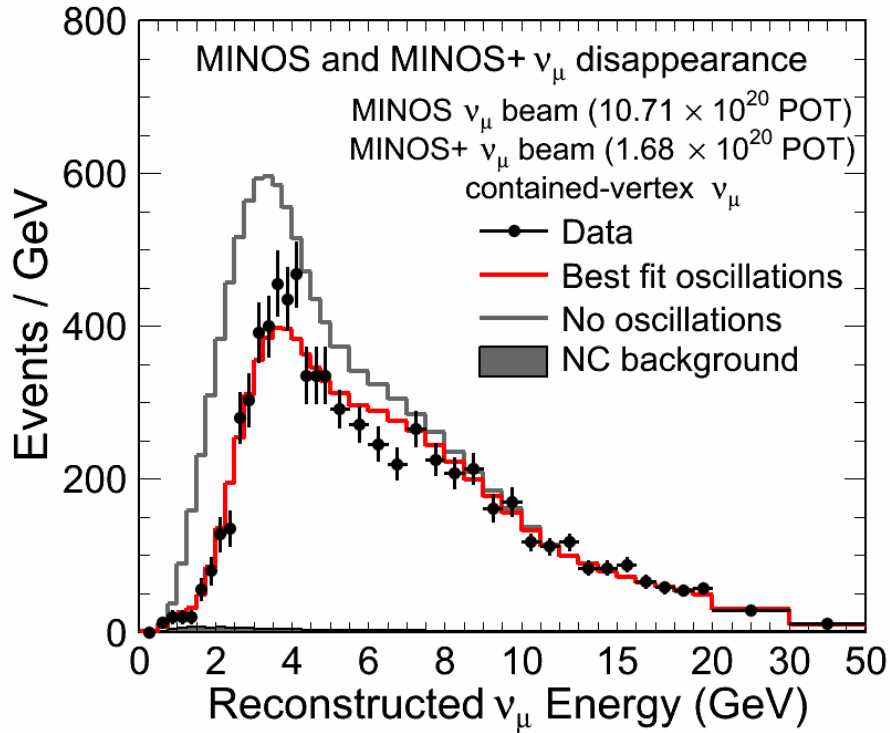 MINOS and MINOS+ νμ disappearance
MINOS νμ beam (10.71 × 10²⁰ POT)
MINOS+ νμ beam (1.68 × 10²⁰ POT)
contained-vertex νμ
Data
Best fit oscillations
No oscillations
NC background
Events / GeV
800
600
400
200
0
0 2 4 6 8 10 15 20 30 50
Reconstructed νμ Energy (GeV)